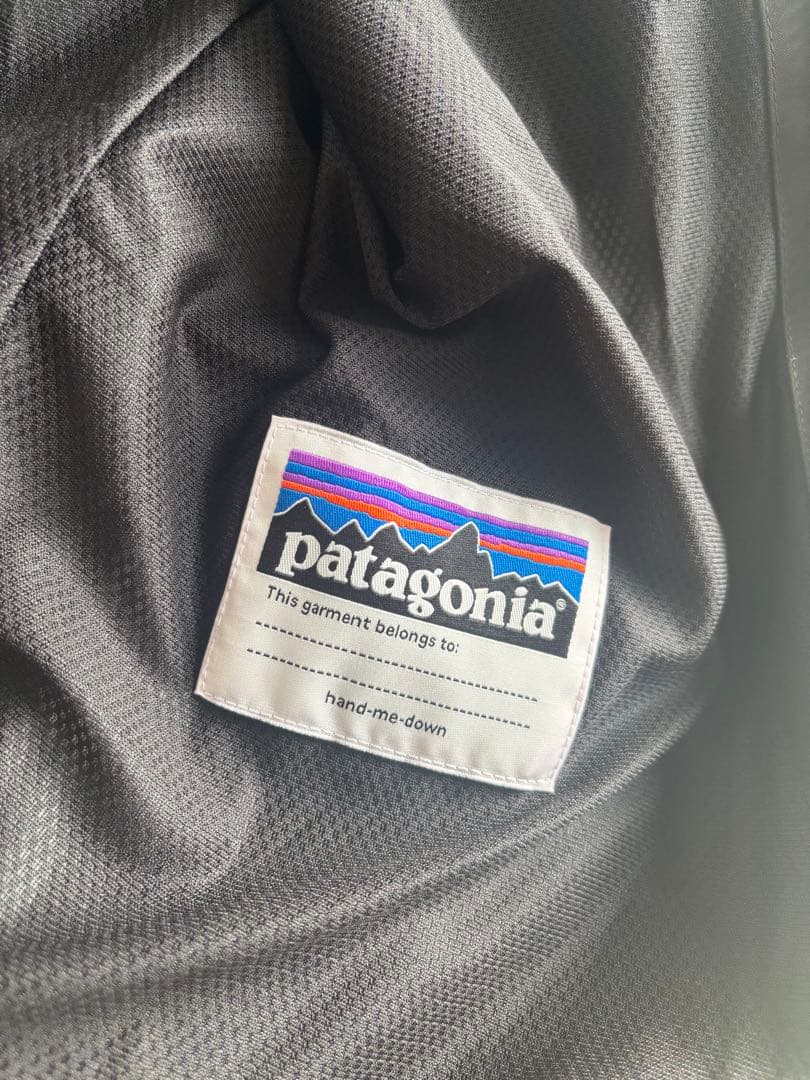 patagonia®
This garment belongs to:
hand-me-down